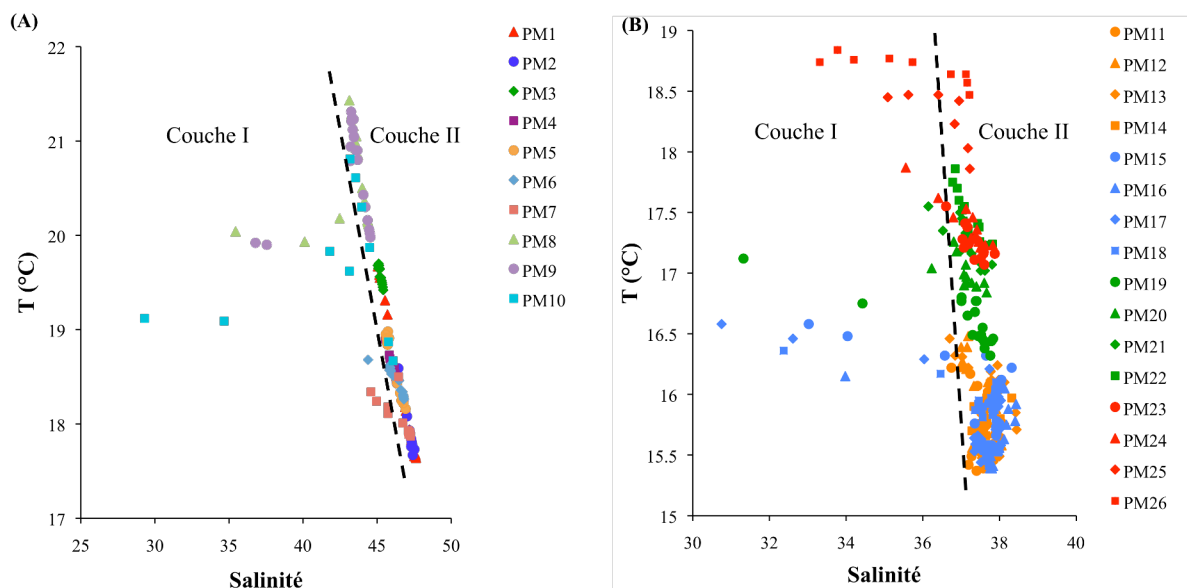 (A)
T (°C)
22
21
20
19
18
17
25
30
35
40
45
50
Salinité
Couche I
Couche II
PM1
PM2
PM3
PM4
PM5
PM6
PM7
PM8
PM9
PM10
(B)
T (°C)
19
18.5
18
17.5
17
16.5
16
15.5
15
30
32
34
36
38
40
Salinité
Couche I
Couche II
PM11
PM12
PM13
PM14
PM15
PM16
PM17
PM18
PM19
PM20
PM21
PM22
PM23
PM24
PM25
PM26